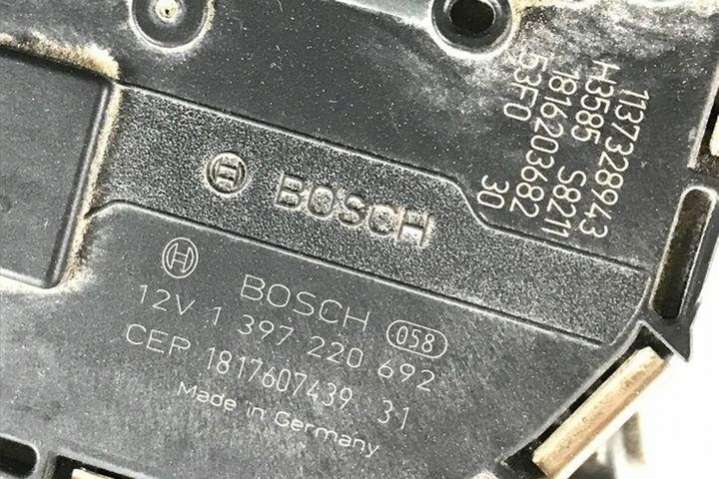 1137328943
H3585 S8211
1816203682
53F0 30
BOSCH
BOSCH 058
12V 1 397 220 692
CEP 1817607439 31
Made in Germany